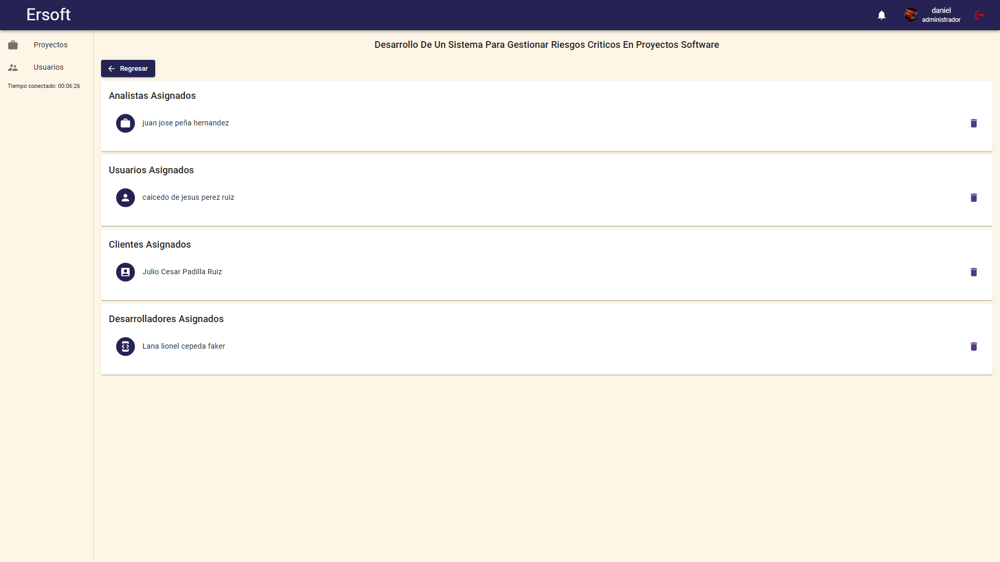 Ersoft
daniel
administrador
Proyectos
Usuarios
Tiempo conectado: 00:06:26
Desarrollo De Un Sistema Para Gestionar Riesgos Criticos En Proyectos Software
Regresar
Analistas Asignados
juan jose peña hernandez
Usuarios Asignados
caicedo de jesus perez ruiz
Clientes Asignados
Julio Cesar Padilla Ruiz
Desarrolladores Asignados
Lana lionel cepeda faker